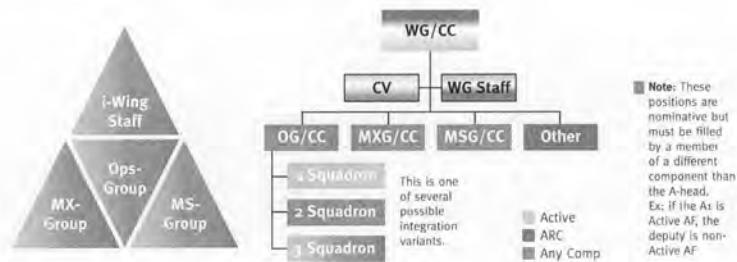 i-Wing
Staff
Ops-
Group
MX-
Group
MS-
Group
WG/CC
CV
WG Staff
OG/CC
MXG/CC
MSG/CC
Other
1 Squadron
2 Squadron
3 Squadron
This is one
of several
possible
integration
variants.
Active
ARC
Any Comp
Note: These
positions are
nominative but
must be filled
by a member
of a different
component than
the A-head.
Ex: if the A1 is
Active AF, the
deputy is non-
Active AF